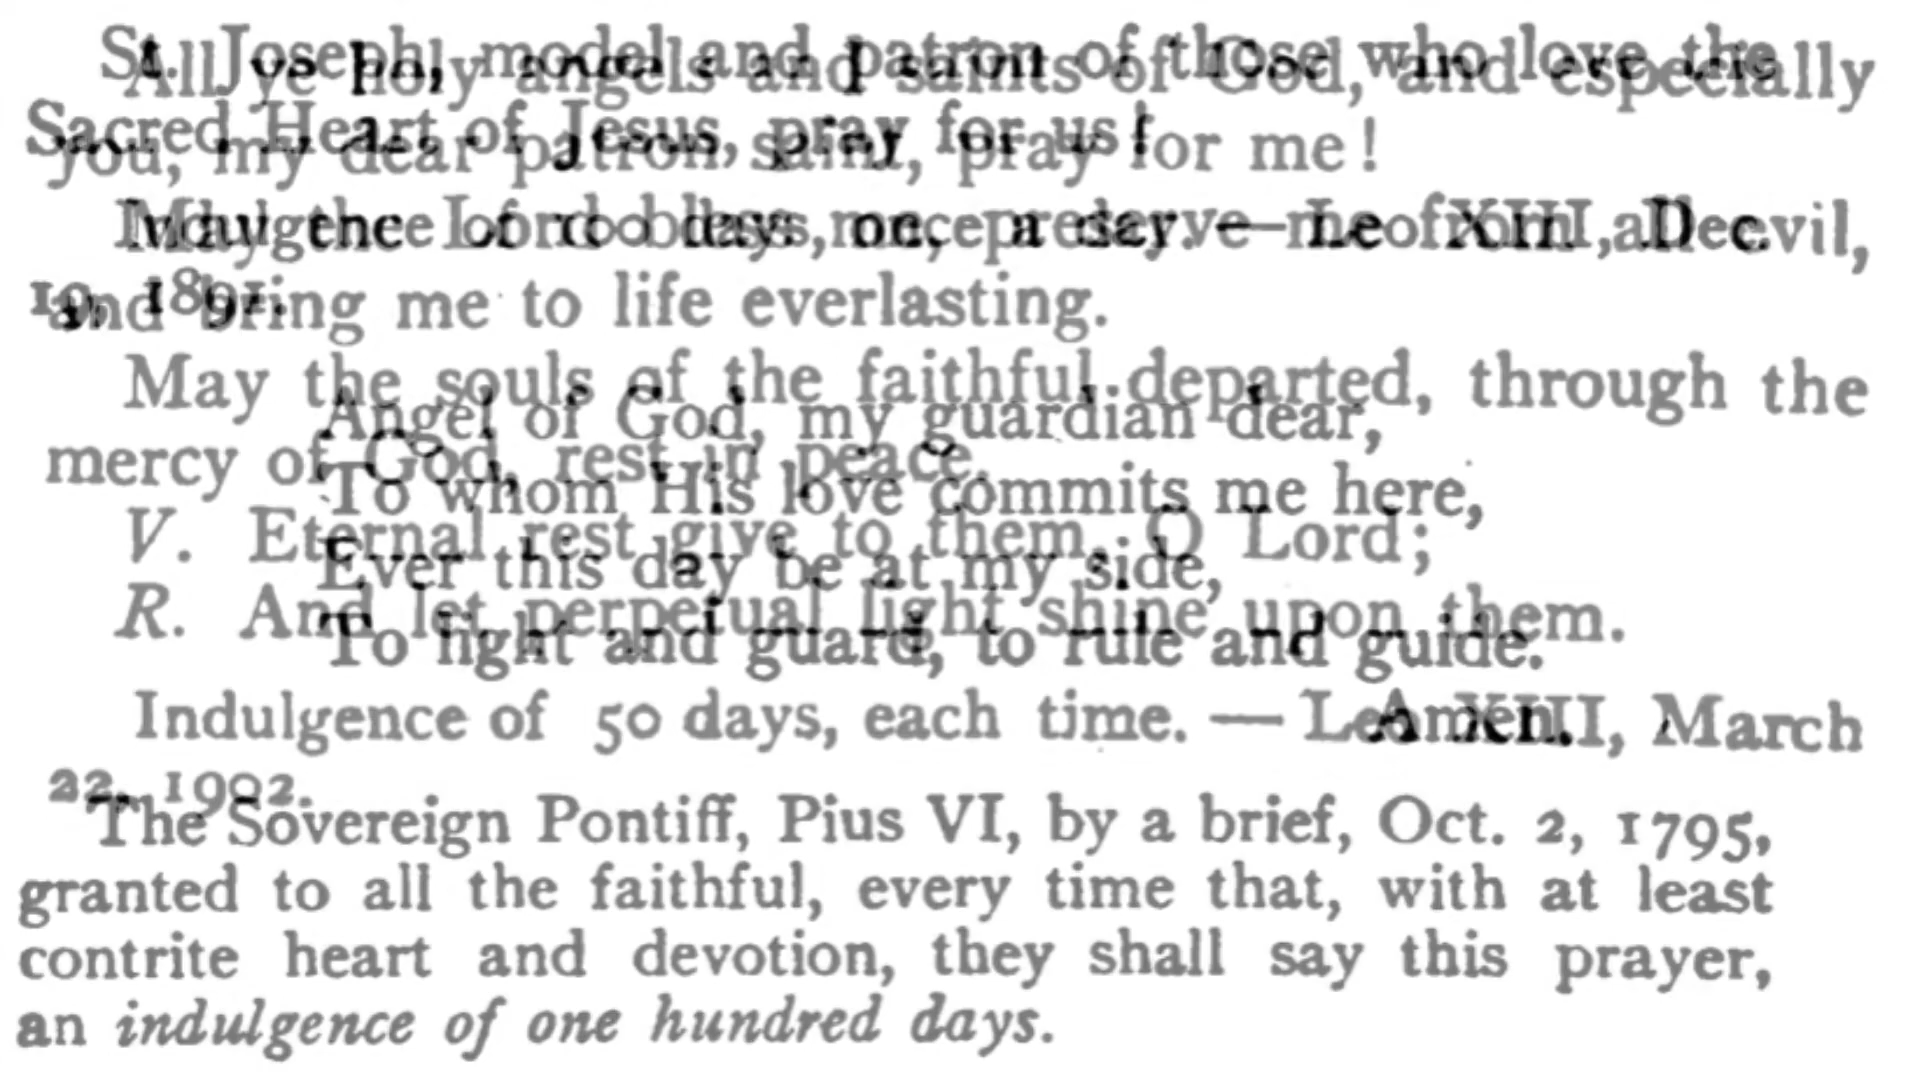 St. Joseph, model and patron of those who love the
All ye holy angels and saints of God, and especially
Sacred Heart of Jesus, pray for us!
you, my dear patron saint, pray for me!
Indulgence of 100 days, once a day.—Leo XIII, Dec.
May the Lord bless me, preserve me from all evil,
19, 1891.
and bring me to life everlasting.
May the souls of the faithful departed, through the
Angel of God, my guardian dear,
mercy of God, rest in peace.
To whom His love commits me here,
V. Eternal rest give to them, O Lord;
Ever this day be at my side,
R. And let perpetual light shine upon them.
To light and guard, to rule and guide.
Indulgence of 50 days, each time. — Leo XIII, March
Amen.
22, 1902.
The Sovereign Pontiff, Pius VI, by a brief, Oct. 2, 1795,
granted to all the faithful, every time that, with at least
contrite heart and devotion, they shall say this prayer,
an indulgence of one hundred days.